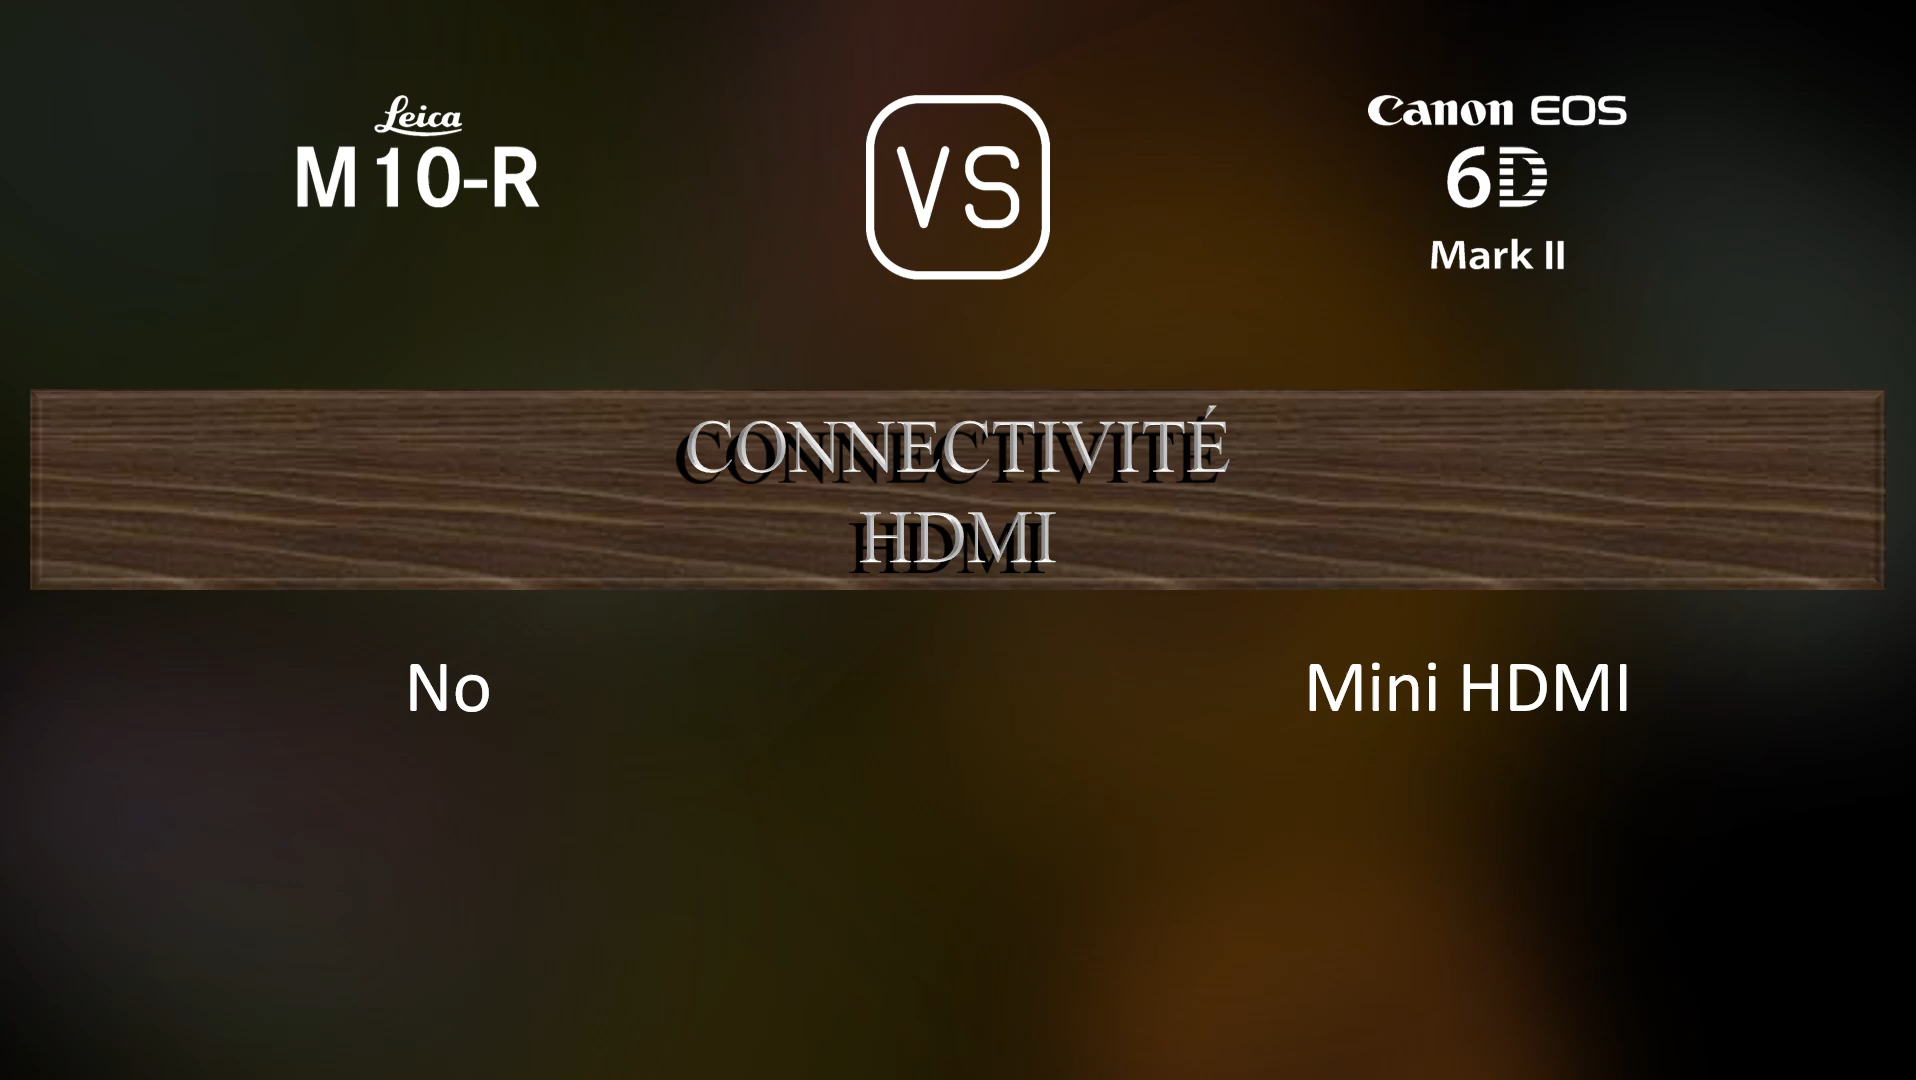 Leica
M10-R
VS
Canon EOS
6D
Mark II
CONNECTIVITÉ
HDMI
No
Mini HDMI